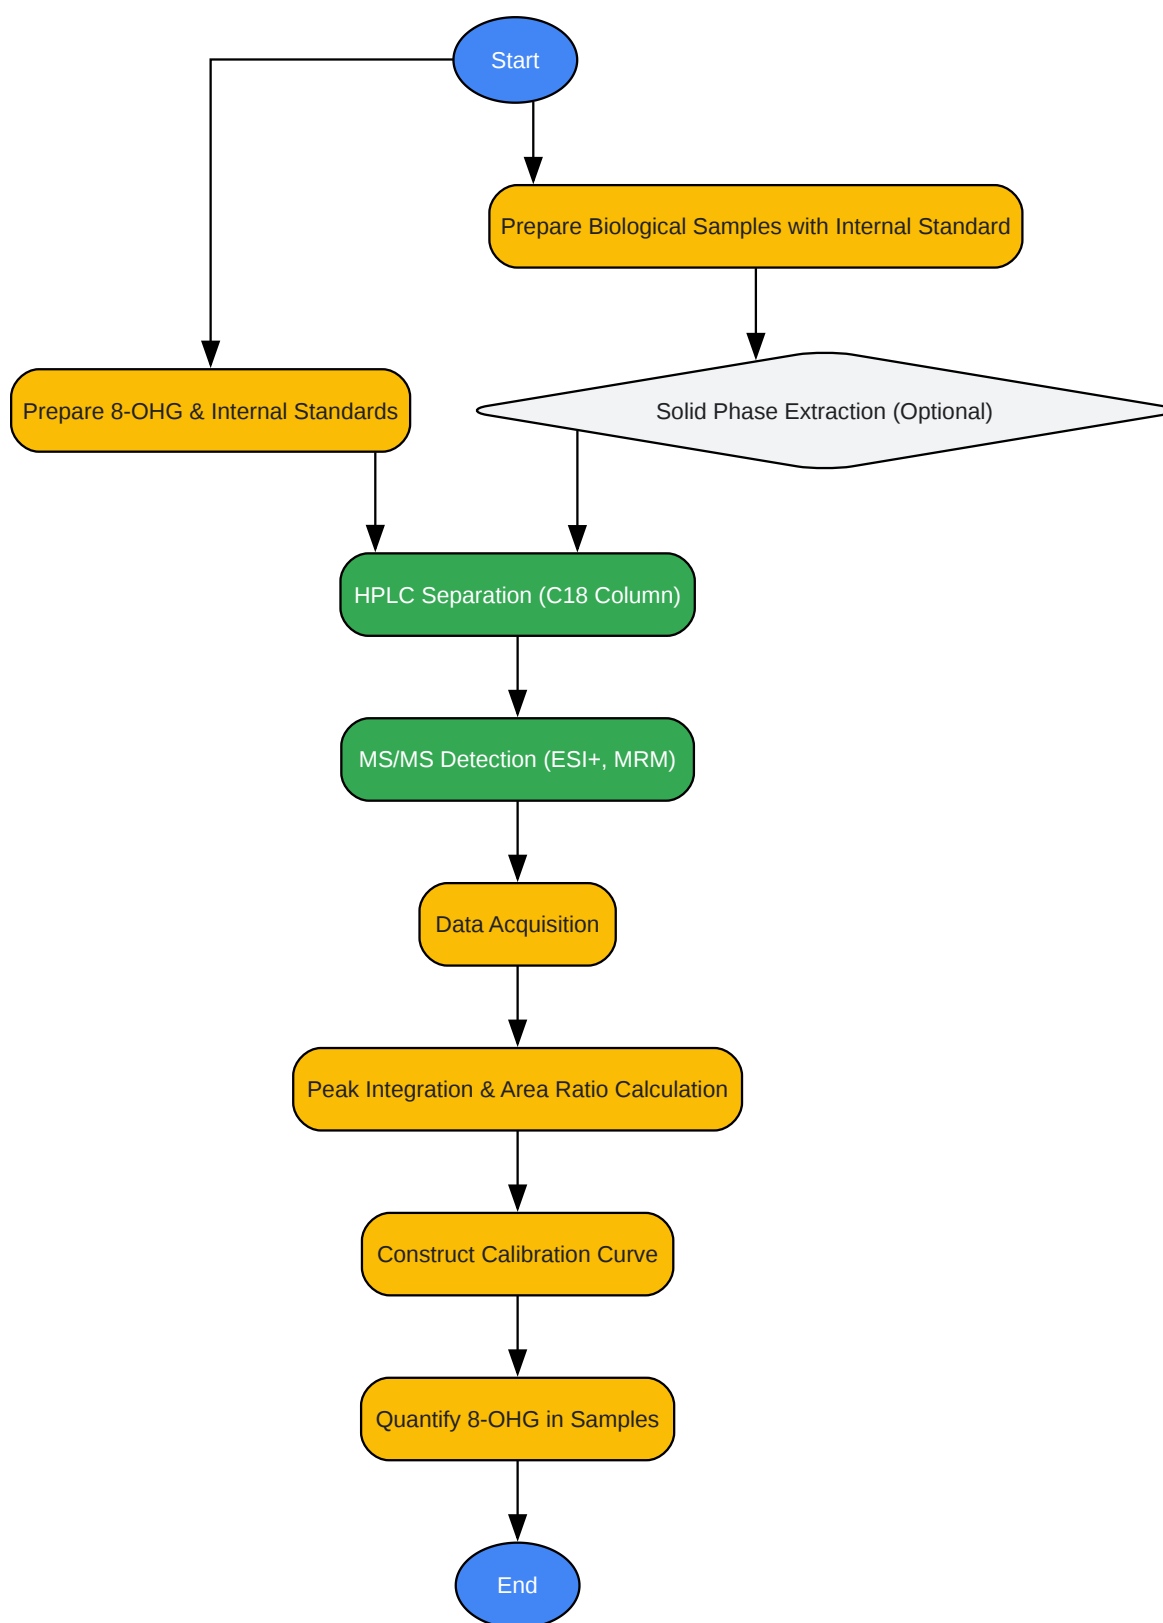 Start
Prepare Biological Samples with Internal Standard
Prepare 8-OHG & Internal Standards
Solid Phase Extraction (Optional)
HPLC Separation (C18 Column)
MS/MS Detection (ESI+, MRM)
Data Acquisition
Peak Integration & Area Ratio Calculation
Construct Calibration Curve
Quantify 8-OHG in Samples
End